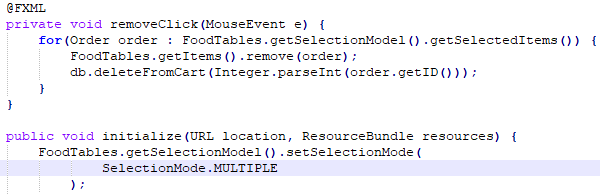 @FXML
private void removeClick(MouseEvent e) {
    for(Order order : FoodTables.getSelectionModel().getSelectedItems()) {
        FoodTables.getItems().remove(order);
        db.deleteFromCart(Integer.parseInt(order.getID()));
    }
}
public void initialize(URL location, ResourceBundle resources) {
    FoodTables.getSelectionModel().setSelectionMode(
            SelectionMode.MULTIPLE
        );